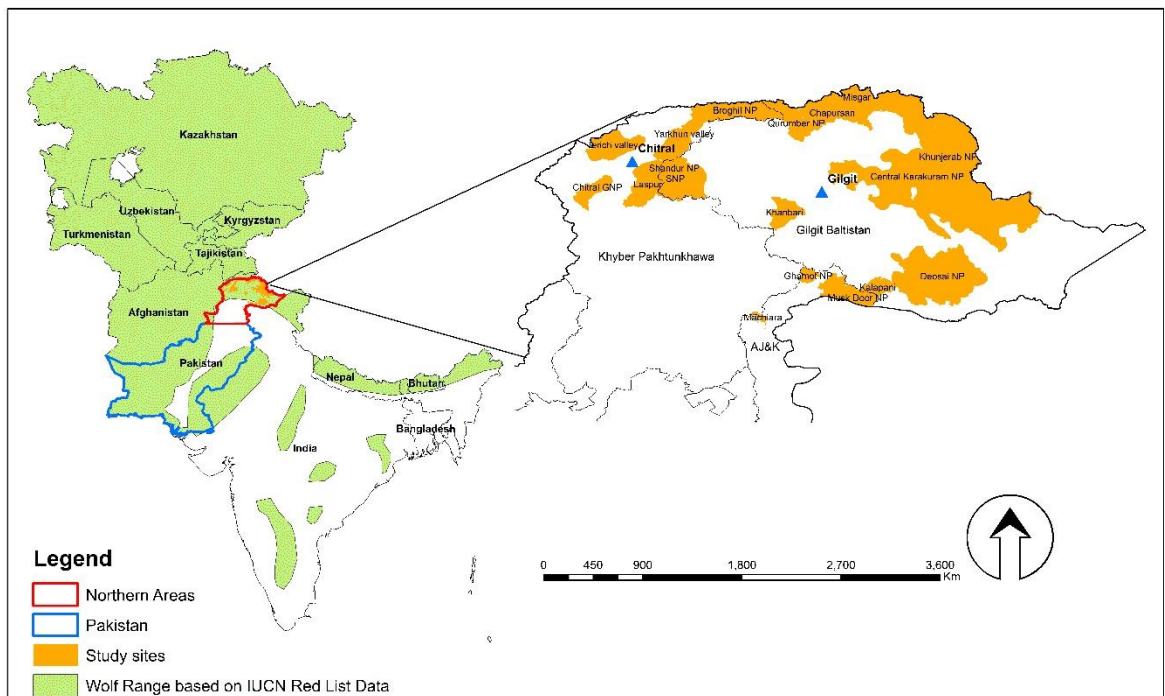 Kazakhstan
Uzbekistan
Kyrgyzstan
Turkmenistan
Tajikistan
Afghanistan
Pakistan
Nepal
Bhutan
Bangladesh
India
Misgar
Broghil NP
Chapursan
Qurumber NP
Yarkhun valley
Terich valley
Chitral
Khunjerab NP
Shandur NP
SNP
Gilgit
Central Karakuram NP
Chitral GNP
Laspur
Khanbari
Gilgit Baltistan
Khyber Pakhtunkhawa
Ghamot NP
Deosai NP
Kalapani
Musk Door NP
Machiara
AJ&K
0 450 900 1,800 2,700 3,600
Km
Legend
Northern Areas
Pakistan
Study sites
Wolf Range based on IUCN Red List Data